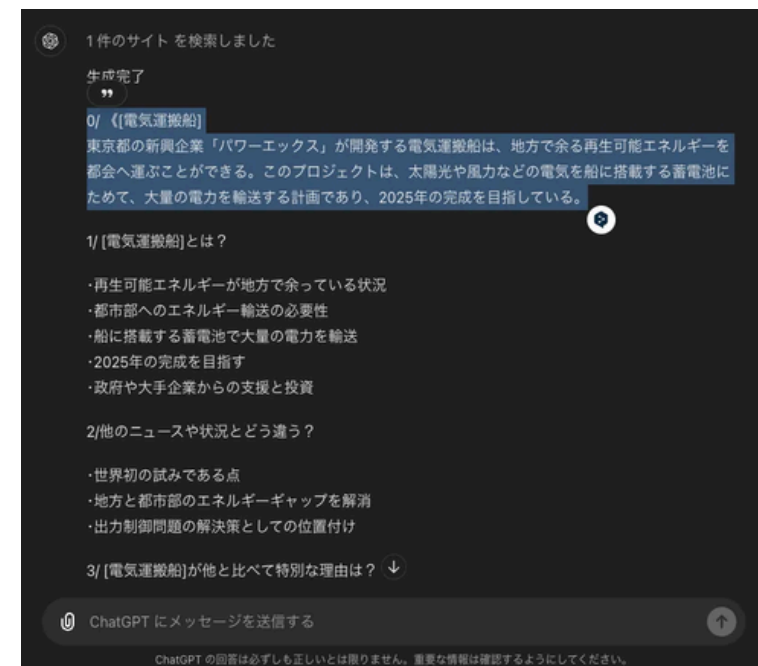 1件のサイト を検索しました
生成完了
0/ 《[電気運搬船]
東京都の新興企業「パワーエックス」が開発する電気運搬船は、地方で余る再生可能エネルギーを
都会へ運ぶことができる。このプロジェクトは、太陽光や風力などの電気を船に搭載する蓄電池に
ためて、大量の電力を輸送する計画であり、2025年の完成を目指している。
1/ [電気運搬船]とは？
・再生可能エネルギーが地方で余っている状況
・都市部へのエネルギー輸送の必要性
・船に搭載する蓄電池で大量の電力を輸送
・2025年の完成を目指す
・政府や大手企業からの支援と投資
2/他のニュースや状況とどう違う？
・世界初の試みである点
・地方と都市部のエネルギーギャップを解消
・出力制御問題の解決策としての位置付け
3/ [電気運搬船]が他と比べて特別な理由は？
ChatGPT にメッセージを送信する
ChatGPT の回答は必ずしも正しいとは限りません。重要な情報は確認するようにしてください。